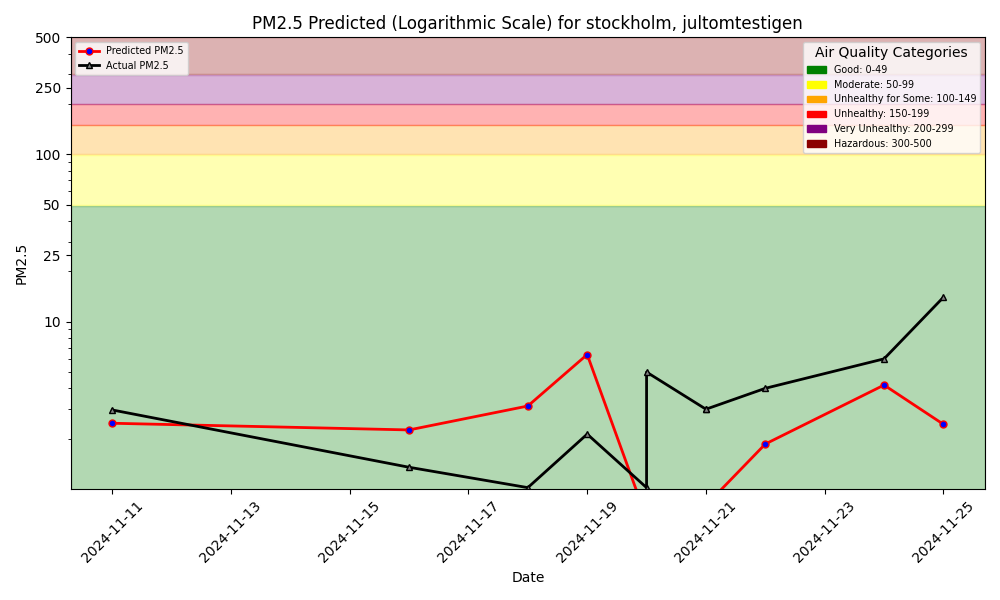 PM2.5 Predicted (Logarithmic Scale) for stockholm, jultomtestigen
Predicted PM2.5
Actual PM2.5
Air Quality Categories
Good: 0-49
Moderate: 50-99
Unhealthy for Some: 100-149
Unhealthy: 150-199
Very Unhealthy: 200-299
Hazardous: 300-500
500
250
100
50
25
10
PM2.5
2024-11-11
2024-11-13
2024-11-15
2024-11-17
2024-11-19
2024-11-21
2024-11-23
2024-11-25
Date